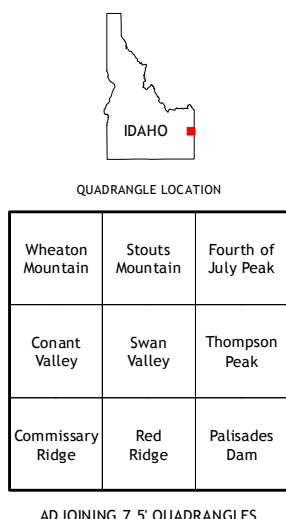 IDAHO
QUADRANGLE LOCATION
Wheaton Mountain
Stouts Mountain
Fourth of July Peak
Conant Valley
Swan Valley
Thompson Peak
Commissary Ridge
Red Ridge
Palisades Dam
ADJOINING 7.5' QUADRANGLES